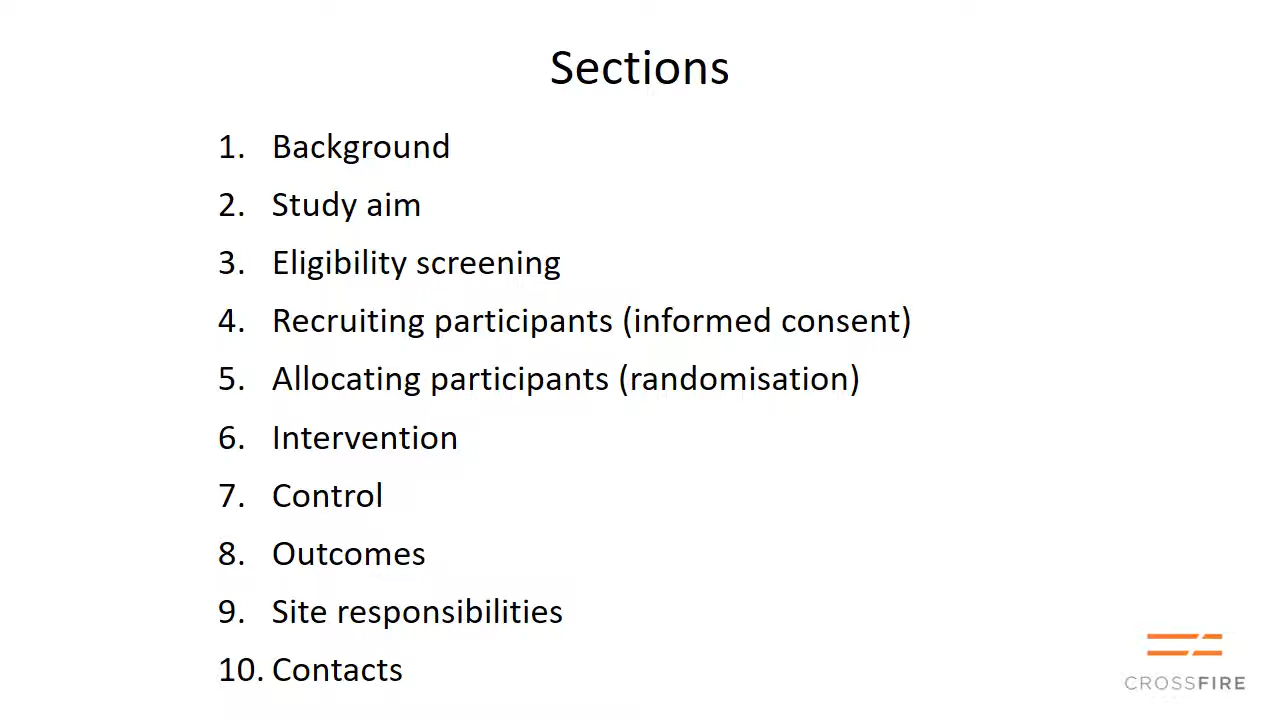 Sections
1. Background
2. Study aim
3. Eligibility screening
4. Recruiting participants (informed consent)
5. Allocating participants (randomisation)
6. Intervention
7. Control
8. Outcomes
9. Site responsibilities
10. Contacts
CROSSFIRE